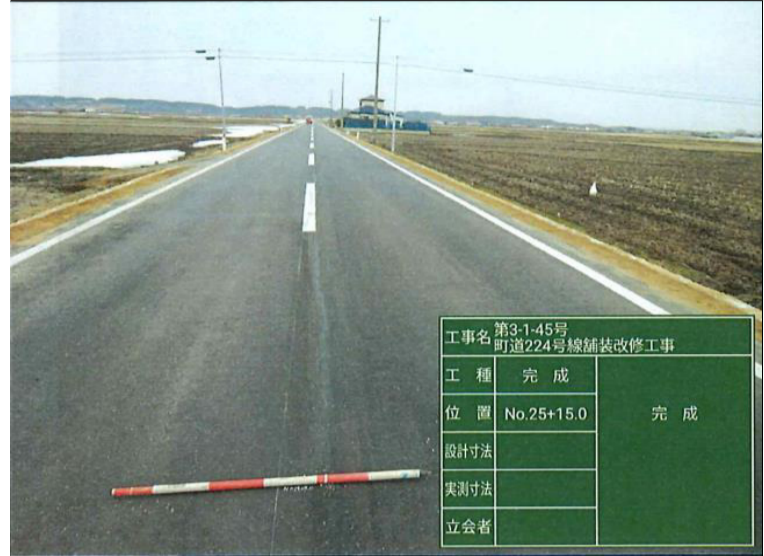 工事名 第3-1-45号
町道224号線舗装改修工事
工種 完成
位置 No.25+15.0 完成
設計寸法
実測寸法
立会者